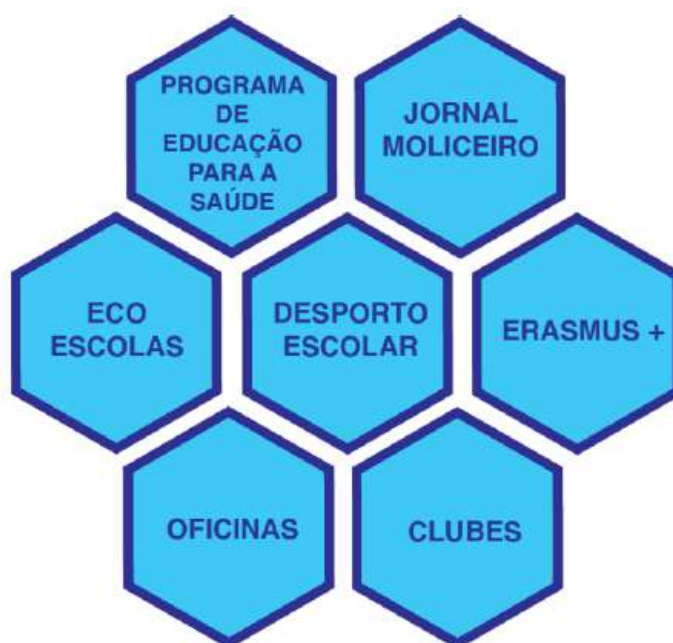 PROGRAMA
DE
EDUCAÇÃO
PARA A
SAÚDE
JORNAL
MOLICEIRO
ECO
ESCOLAS
DESPORTO
ESCOLAR
ERASMUS +
OFICINAS
CLUBES